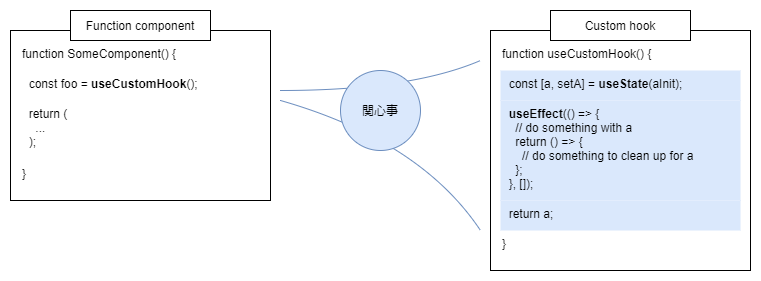 Function component
function SomeComponent() {
const foo = useCustomHook();
return (
...
);
}
関心事
Custom hook
function useCustomHook() {
const [a, setA] = useState(aInit);
useEffect(() => {
// do something with a
return () => {
// do something to clean up for a
};
}, []);
return a;
}